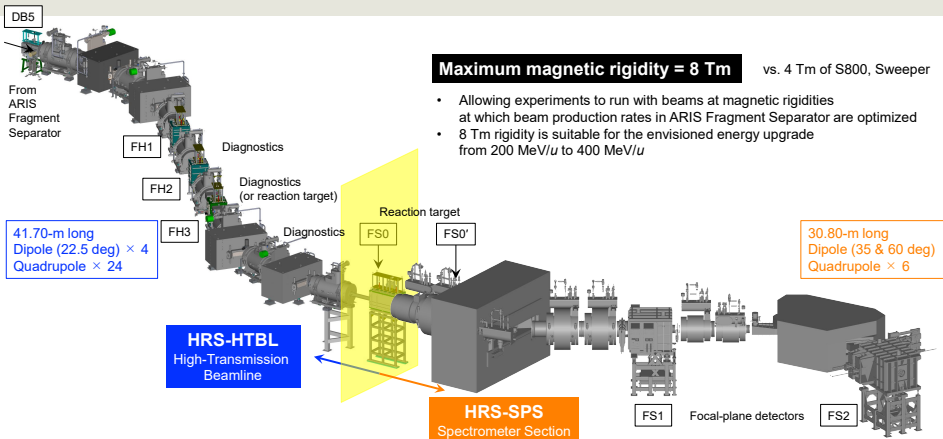 DB5
From
ARIS
Fragment
Separator
Maximum magnetic rigidity = 8 Tm
vs. 4 Tm of S800, Sweeper
• Allowing experiments to run with beams at magnetic rigidities
at which beam production rates in ARIS Fragment Separator are optimized
• 8 Tm rigidity is suitable for the envisioned energy upgrade
from 200 MeV/u to 400 MeV/u
FH1
Diagnostics
FH2
Diagnostics
(or reaction target)
FH3
Diagnostics
Reaction target
FS0
FS0′
41.70-m long
Dipole (22.5 deg) × 4
Quadrupole × 24
30.80-m long
Dipole (35 & 60 deg)
Quadrupole × 6
HRS-HTBL
High-Transmission
Beamline
HRS-SPS
Spectrometer Section
FS1
Focal-plane detectors
FS2